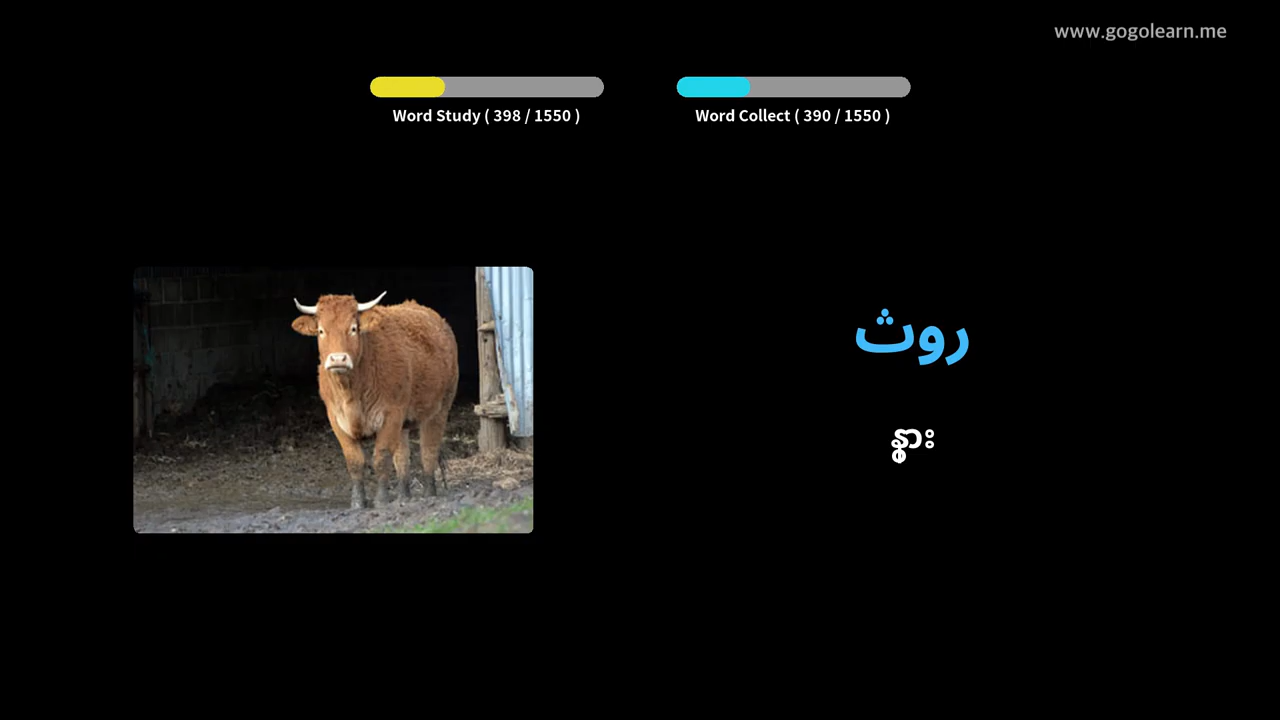 www.gogolearn.me
Word Study ( 398 / 1550 )
Word Collect ( 390 / 1550 )
روث
နွား